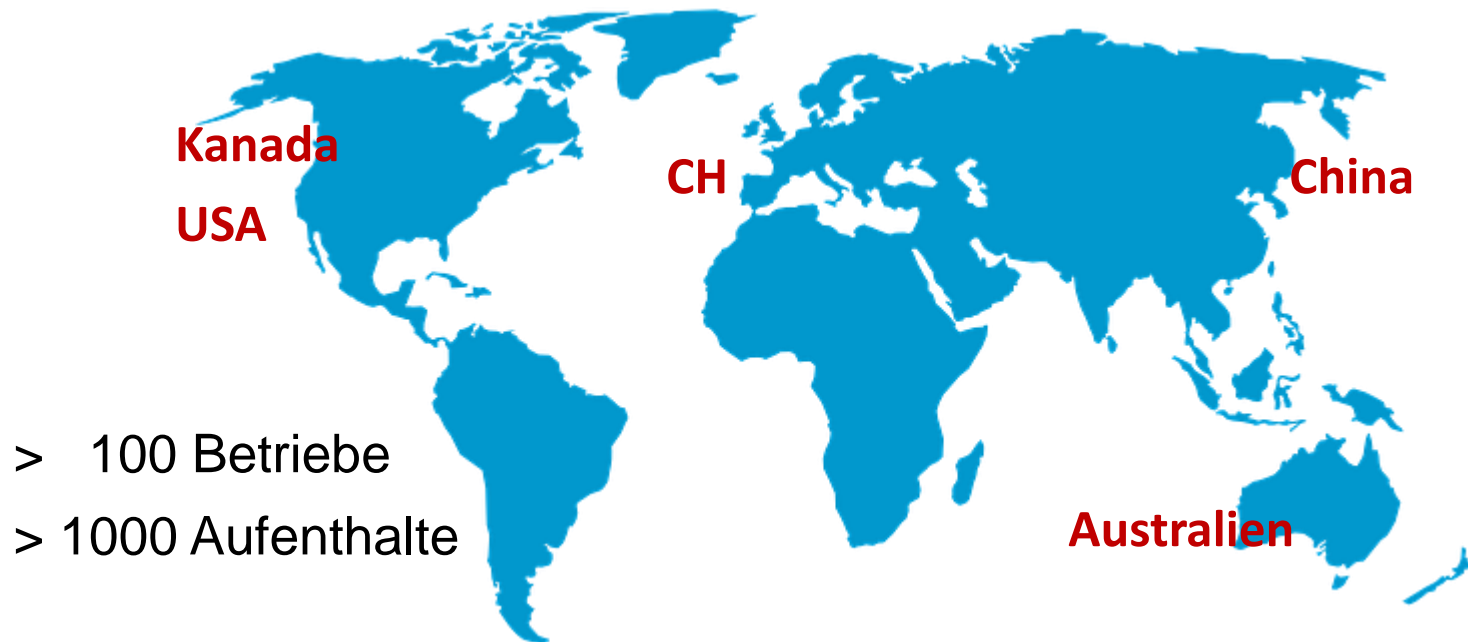 Kanada
USA
CH
China
> 100 Betriebe
> 1000 Aufenthalte
Australien